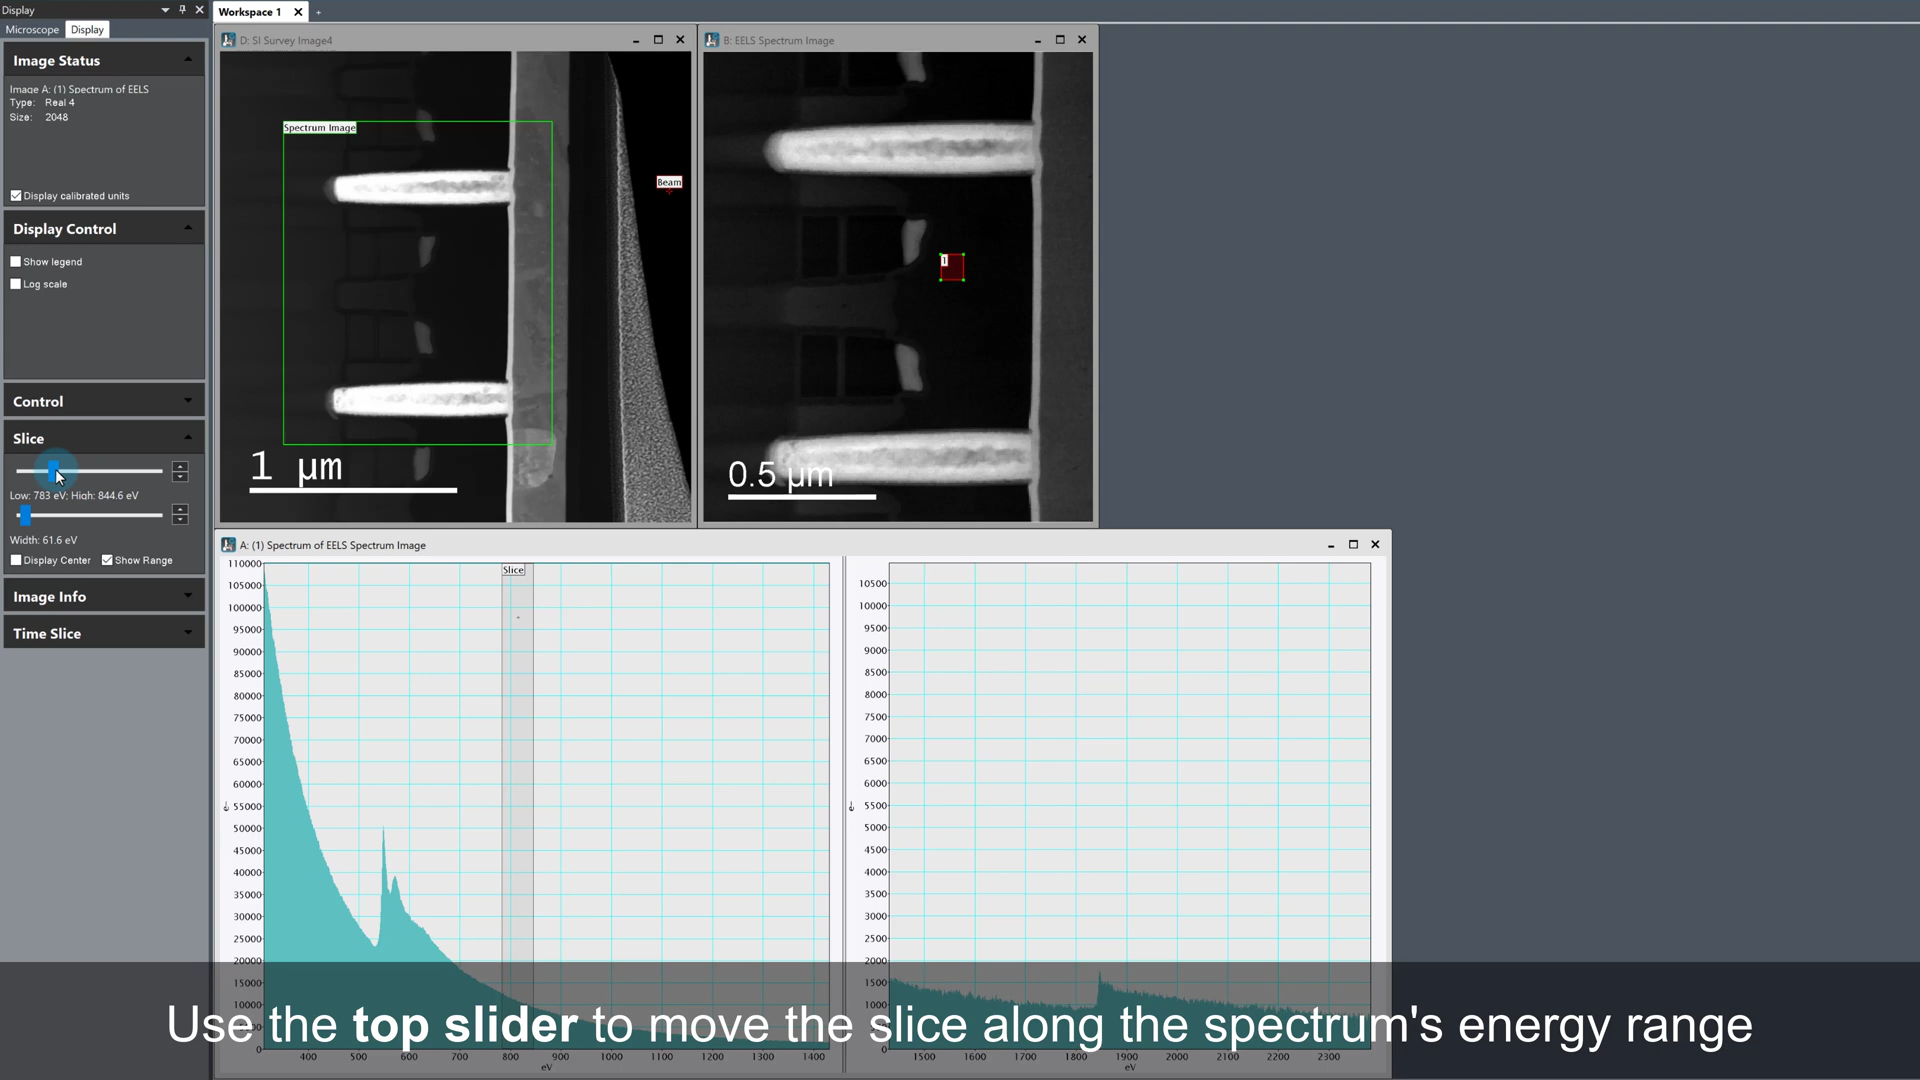 Display
Workspace 1
Microscope
Display
Image Status
Image A: (1) Spectrum of EELS
Type: Real 4
Size: 2048
Display calibrated units
Display Control
Show legend
Log scale
Control
Slice
Low: 783 eV: High: 844.6 eV
Width: 61.6 eV
Display Center
Show Range
Image Info
Time Slice
D: SI Survey Image4
Spectrum Image
Beam
1 µm
B: EELS Spectrum Image
1
0.5 µm
A: (1) Spectrum of EELS Spectrum Image
Slice
110000
105000
100000
95000
90000
85000
80000
75000
70000
65000
60000
55000
50000
45000
40000
35000
30000
25000
20000
15000
10000
0
e-
400 500 600 700 800 900 1000 1100 1200 1300 1400
eV
10500
10000
9500
9000
8500
8000
7500
7000
6500
6000
5500
5000
4500
4000
3500
3000
2500
2000
1500
1000
0
e-
1500 1600 1700 1800 1900 2000 2100 2200 2300
eV
Use the top slider to move the slice along the spectrum's energy range